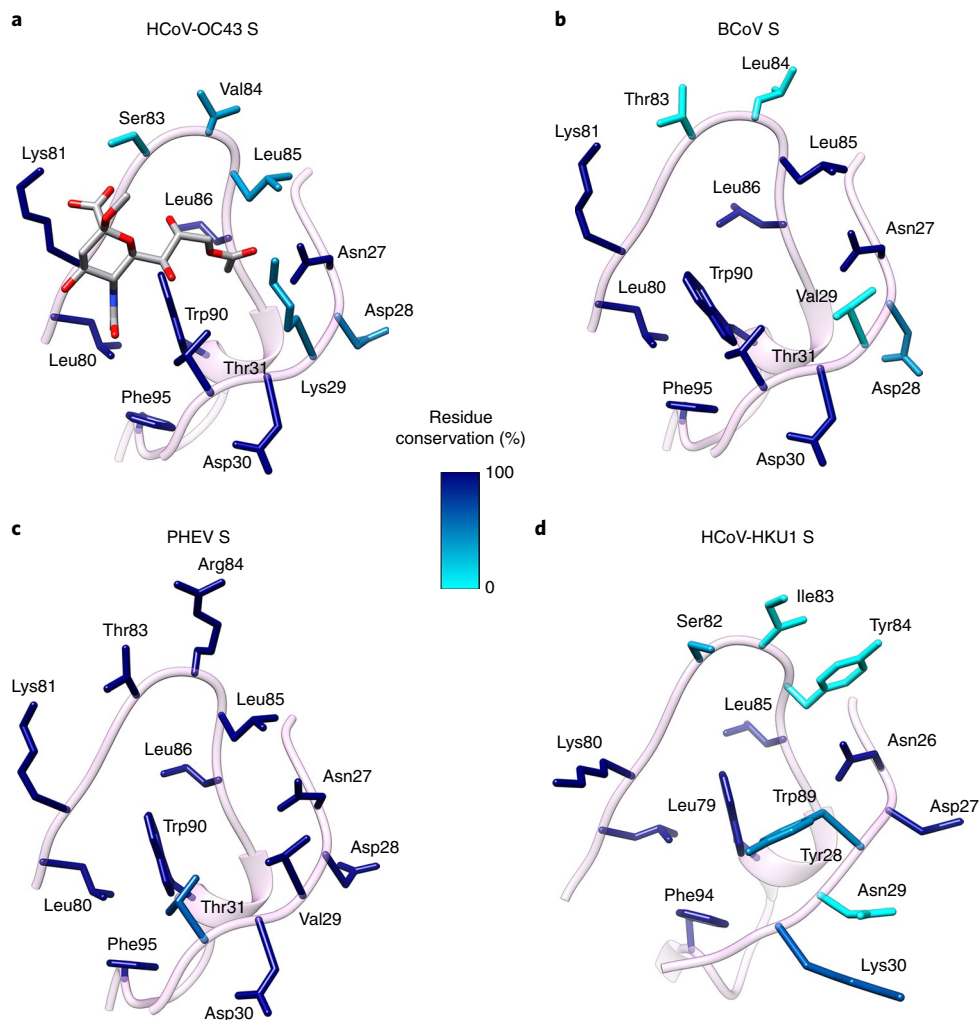 a
HCoV-OC43 S
Val84
Ser83
Lys81
Leu85
Leu86
Asn27
Trp90
Asp28
Leu80
Thr31
Lys29
Phe95
Asp30
b
BCoV S
Leu84
Thr83
Lys81
Leu85
Leu86
Asn27
Trp90
Val29
Leu80
Thr31
Asp28
Phe95
Asp30
Residue
conservation (%)
100
0
c
PHEV S
Arg84
Thr83
Lys81
Leu85
Leu86
Asn27
Trp90
Asp28
Leu80
Thr31
Val29
Phe95
Asp30
d
HCoV-HKU1 S
Ile83
Ser82
Tyr84
Leu85
Asn26
Lys80
Leu79
Trp89
Asp27
Tyr28
Asn29
Phe94
Lys30